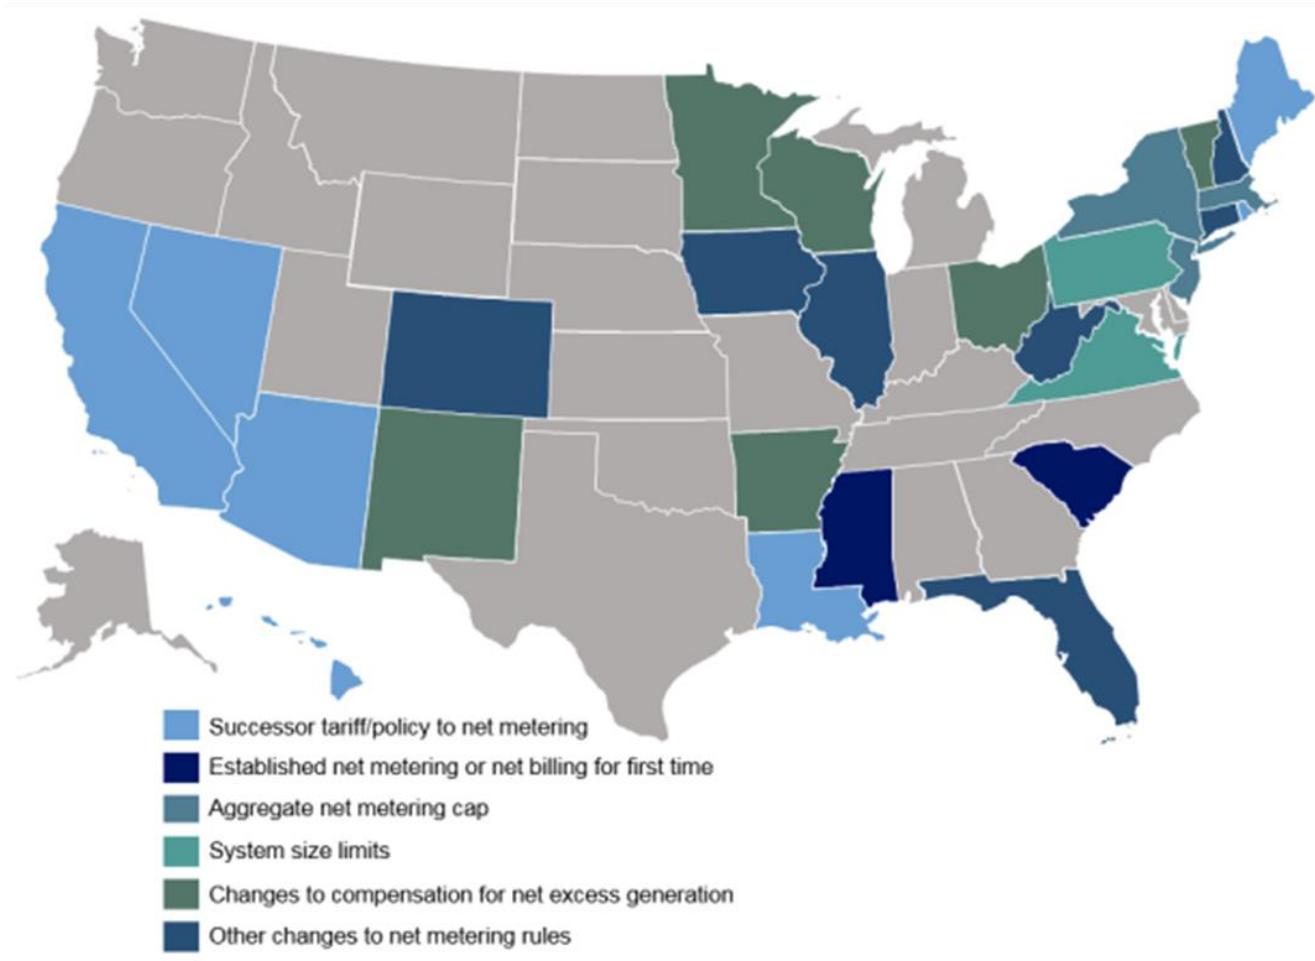 Successor tariff/policy to net metering
Established net metering or net billing for first time
Aggregate net metering cap
System size limits
Changes to compensation for net excess generation
Other changes to net metering rules